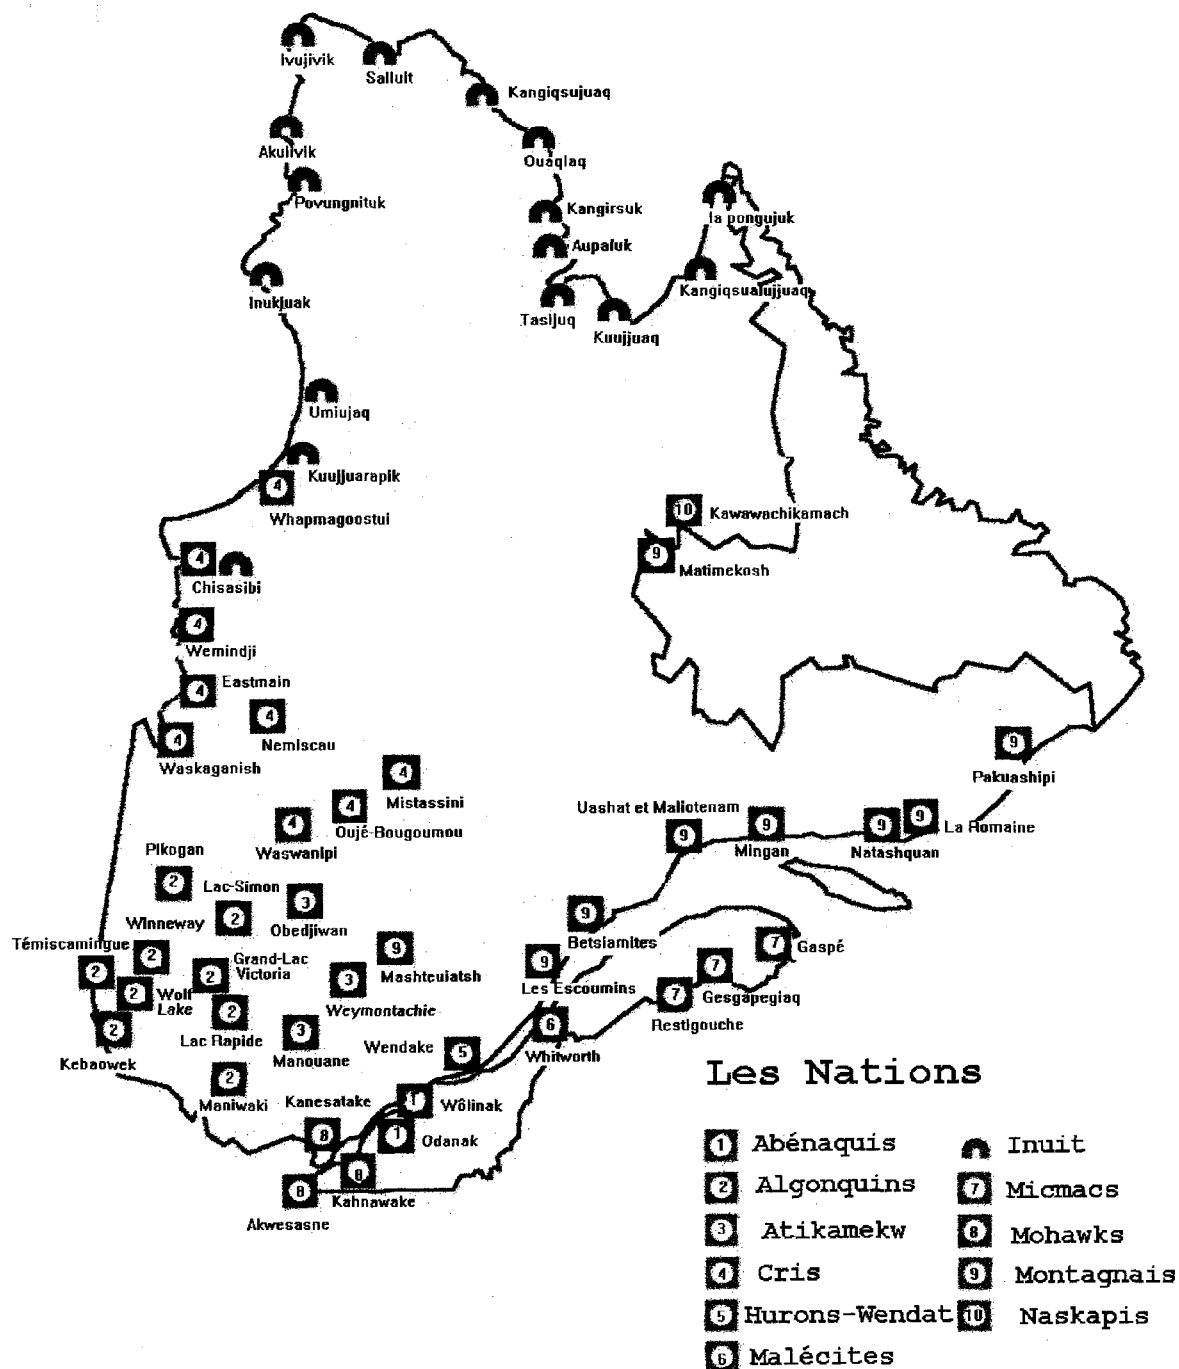 Ivujivik
Sallult
Kangiqsujuaq
Akulivik
Ouaqlaq
Povungnituk
Kangirsuk
la pongujuk
Aupaluk
Kangiqsualujjuaq
Inukjuak
Tasijuq
Kuujjuaq
Umiujaq
Kuujjuarapik
4
Whapmagoostui
10
Kawawachikamach
4
9
Matimekosh
Chisasibi
4
Wemindji
Eastmain
4
4
Nemiscau
4
9
Waskaganish
4
Pakuashipi
Mistassini
4
Uashat et Maliotenam
Oujé-Bougoumou
4
9
9
9
9
La Romaine
Waswanipi
Mingan
Natashquan
Pikogan
2
Lac-Simon
3
Winneway
2
Obedjiwan
9
Betsiamites
7
Gaspé
Témiscamingue
2
2
Grand-Lac
Victoria
2
9
Mashteuiatsh
9
7
2
Wolf
Lake
3
Les Escoumins
Gesgapegiaq
7
2
Weymontachie
Restigouche
2
Lac Rapide
3
6
Kebaowek
Manouane
Wendake
5
Whitworth
2
Maniwaki
Kanesatake
1
Wôlinak
8
1
Odanak
8
8
Kahnawake
Akwesasne
Les Nations
1 Abénaquis
Inuit
2 Algonquins
7 Micmacs
3 Atikamekw
8 Mohawks
4 Cris
9 Montagnais
5 Hurons-Wendat
10 Naskapis
6 Malécites